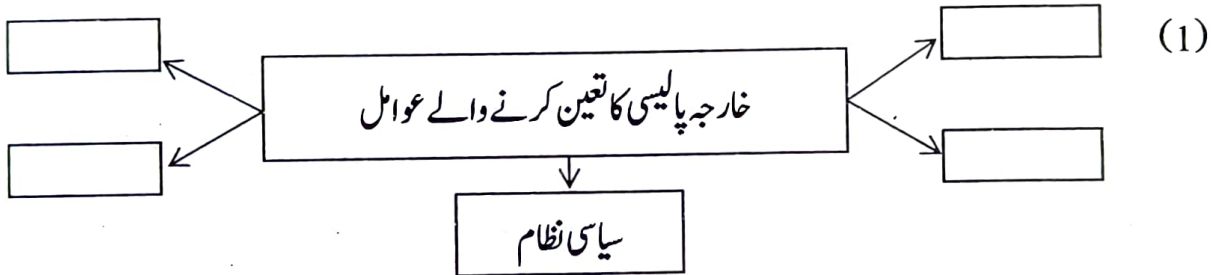 (1)
خارجہ پالیسی کا تعین کرنے والے عوامل
سیاسی نظام